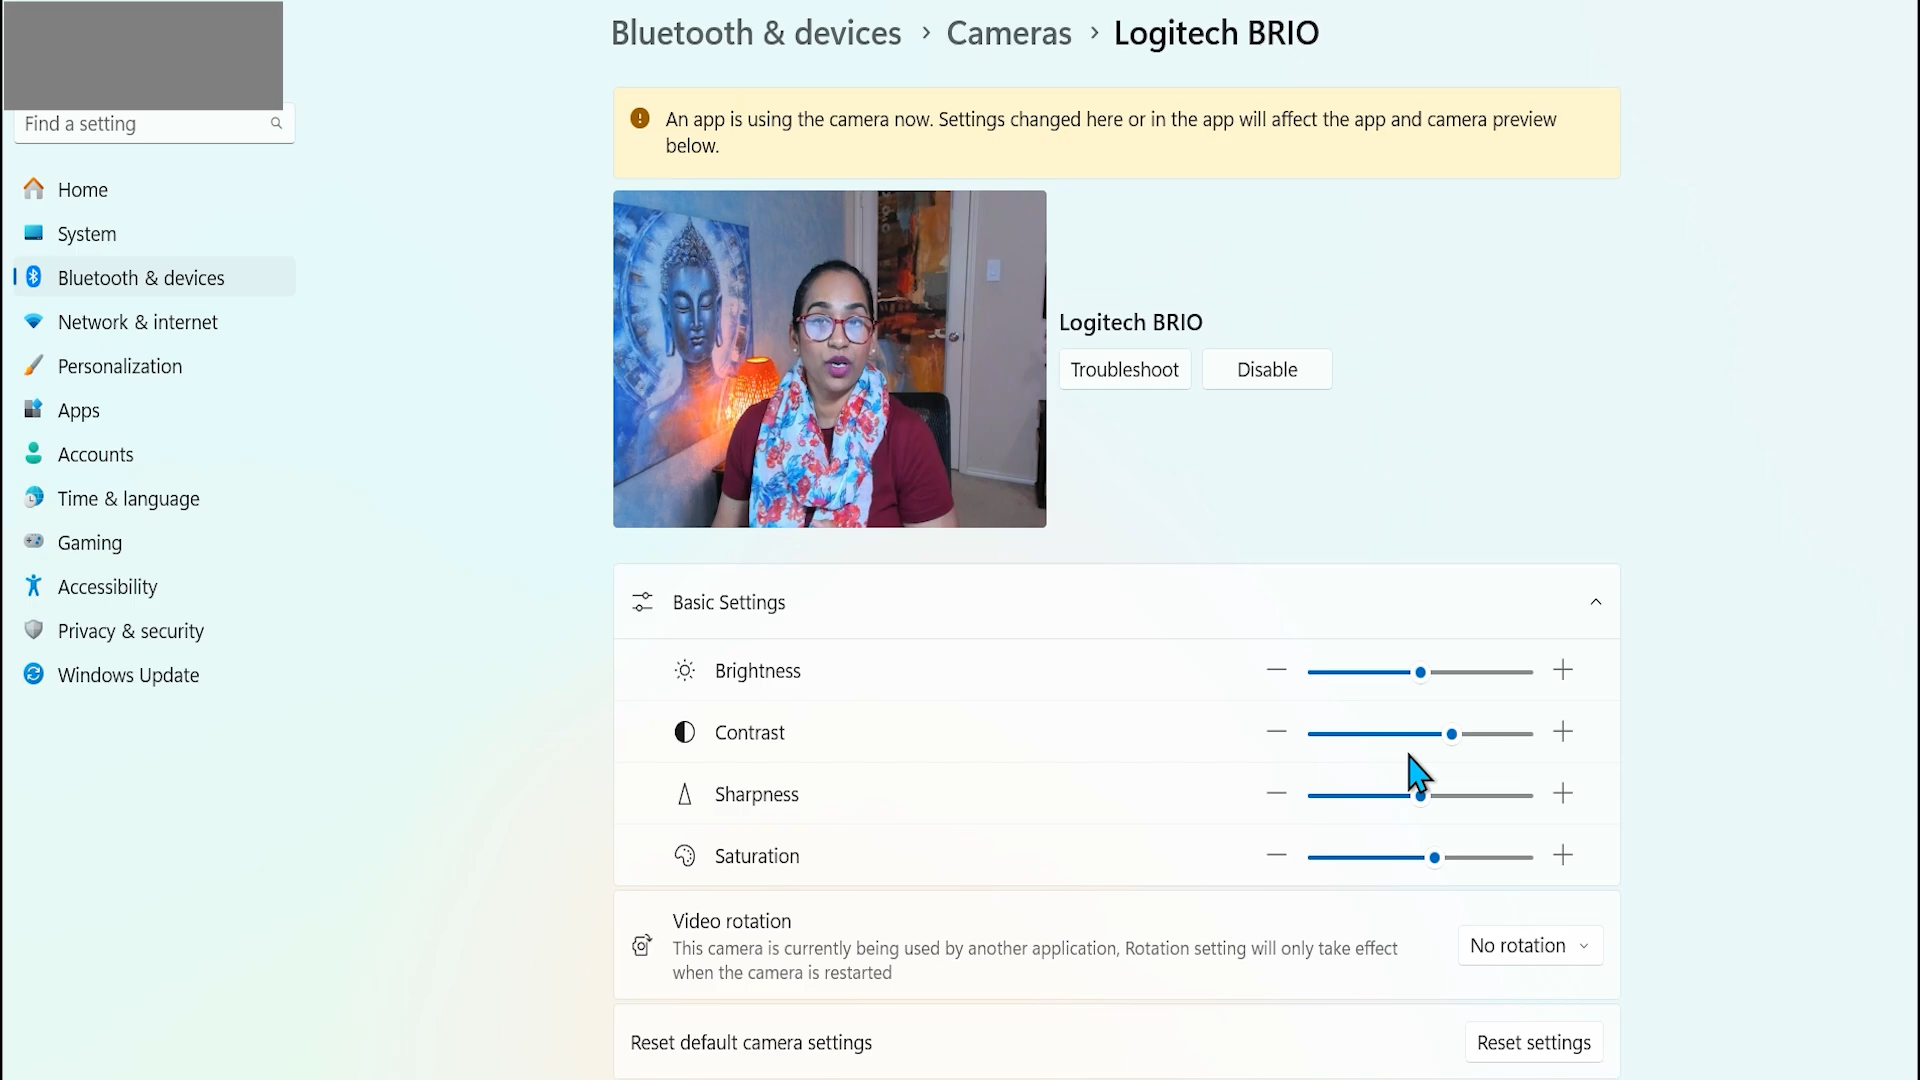 Bluetooth & devices › Cameras › Logitech BRIO
Find a setting
Home
System
Bluetooth & devices
Network & internet
Personalization
Apps
Accounts
Time & language
Gaming
Accessibility
Privacy & security
Windows Update
An app is using the camera now. Settings changed here or in the app will affect the app and camera preview
below.
Logitech BRIO
Troubleshoot Disable
Basic Settings
Brightness
Contrast
Sharpness
Saturation
Video rotation
This camera is currently being used by another application, Rotation setting will only take effect
when the camera is restarted
No rotation
Reset default camera settings
Reset settings